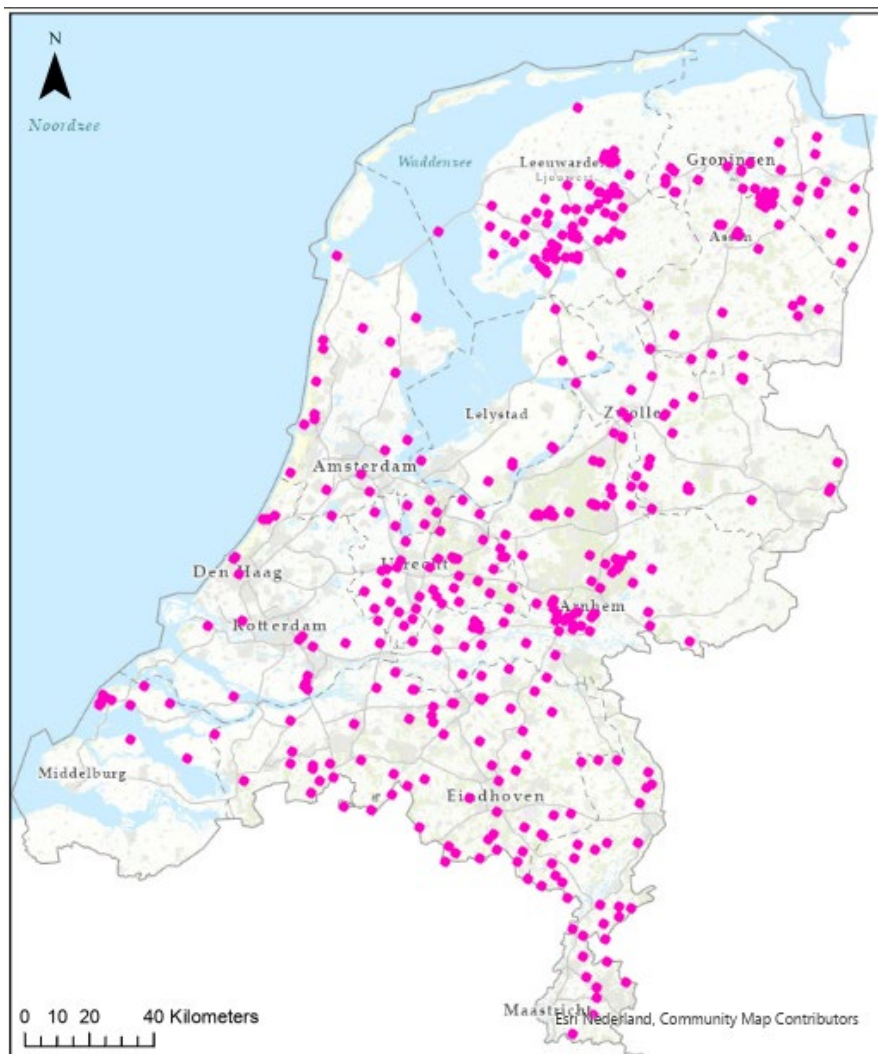 N
Noordzee
Waddenzee
Leeuwarden
Ljouwert
Groningen
Assen
Lelystad
Zwolle
Amsterdam
Den Haag
Utrecht
Arnhem
Rotterdam
Middelburg
Eindhoven
Maastricht
0 10 20 40 Kilometers
Esri Nederland, Community Map Contributors